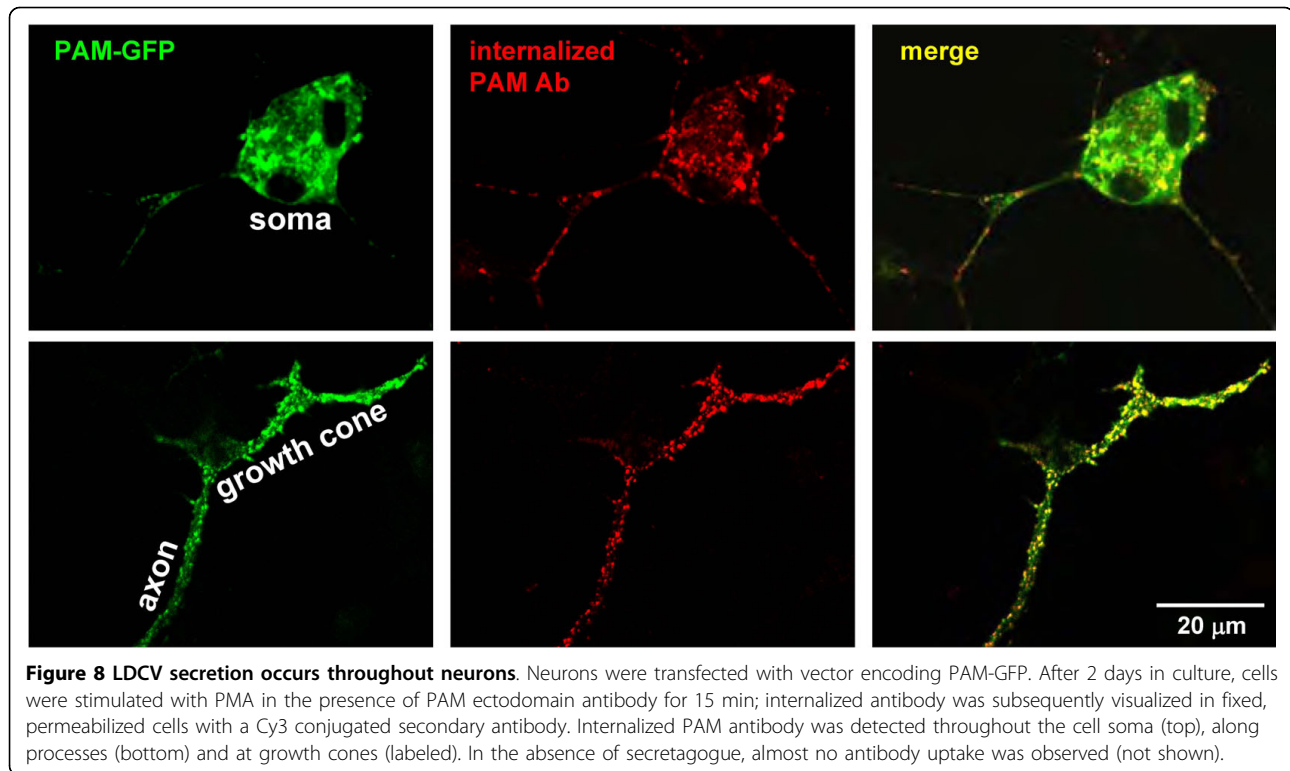 PAM-GFP
internalized
PAM Ab
merge
soma
growth cone
axon
20 μm
Figure 8 LDCV secretion occurs throughout neurons. Neurons were transfected with vector encoding PAM-GFP. After 2 days in culture, cells
were stimulated with PMA in the presence of PAM ectodomain antibody for 15 min; internalized antibody was subsequently visualized in fixed,
permeabilized cells with a Cy3 conjugated secondary antibody. Internalized PAM antibody was detected throughout the cell soma (top), along
processes (bottom) and at growth cones (labeled). In the absence of secretagogue, almost no antibody uptake was observed (not shown).